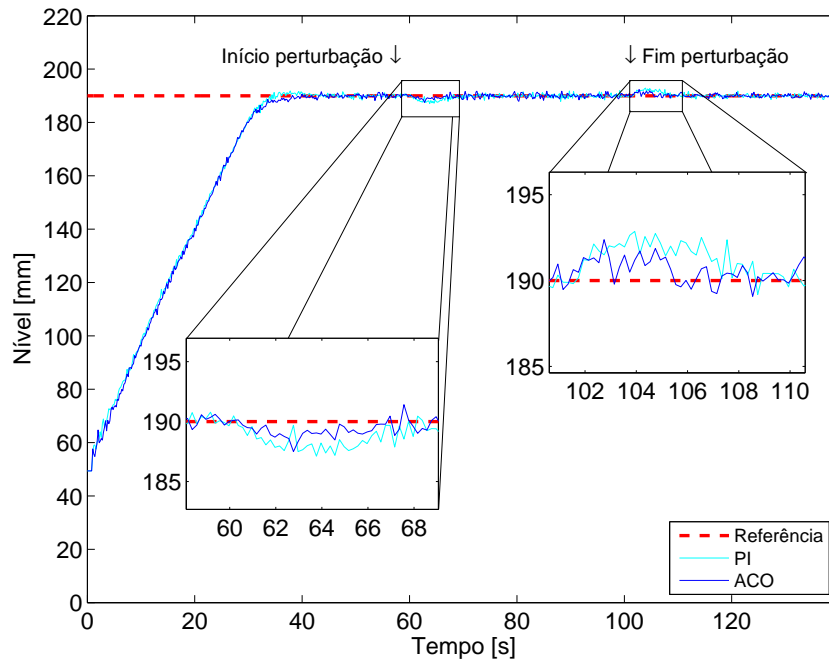 Início perturbação ↓
↓ Fim perturbação
Nível [mm]
220
200
180
160
140
120
100
80
60
40
20
0
195
190
185
102 104 106 108 110
195
190
185
60 62 64 66 68
Referência
PI
ACO
0 20 40 60 80 100 120
Tempo [s]